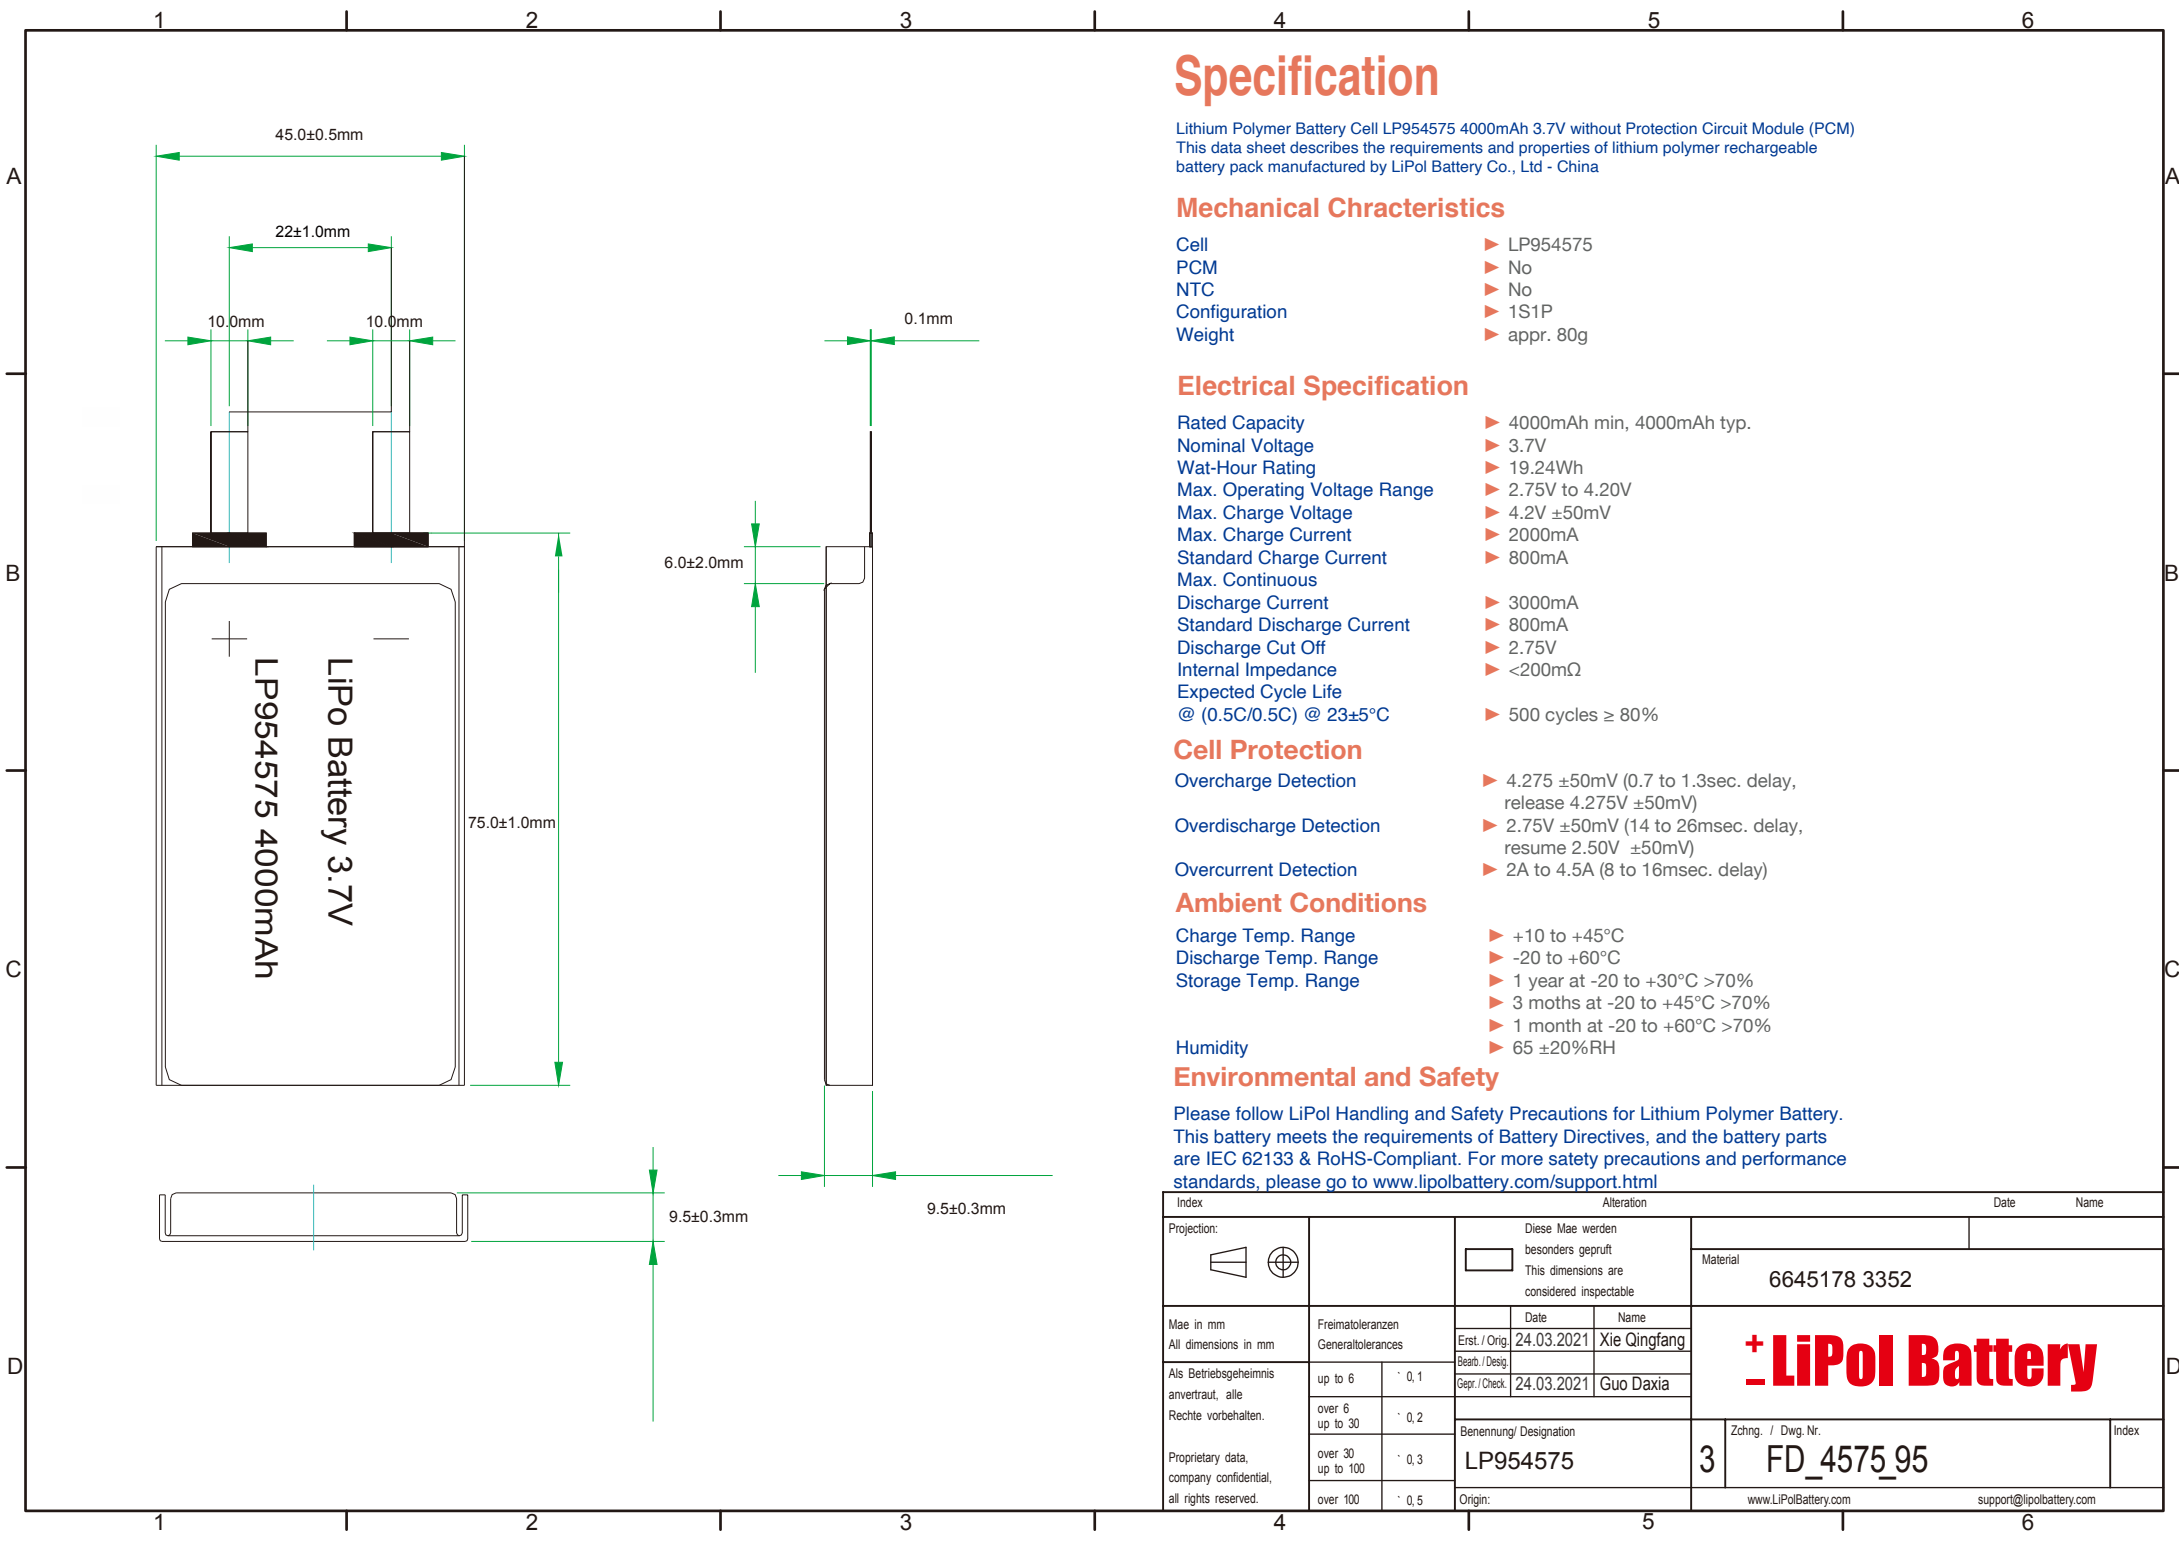 1 2 3 4 5 6
A A
B B
C C
D D
45.0±0.5mm
22±1.0mm
10.0mm 10.0mm
0.1mm
6.0±2.0mm
75.0±1.0mm
LiPo Battery 3.7V
LP954575 4000mAh
9.5±0.3mm
9.5±0.3mm
Specification
Lithium Polymer Battery Cell LP954575 4000mAh 3.7V without Protection Circuit Module (PCM)
This data sheet describes the requirements and properties of lithium polymer rechargeable
battery pack manufactured by LiPol Battery Co., Ltd - China
Mechanical Chracteristics
Cell ► LP954575
PCM ► No
NTC ► No
Configuration ► 1S1P
Weight ► appr. 80g
Electrical Specification
Rated Capacity ► 4000mAh min, 4000mAh typ.
Nominal Voltage ► 3.7V
Wat-Hour Rating ► 19.24Wh
Max. Operating Voltage Range ► 2.75V to 4.20V
Max. Charge Voltage ► 4.2V ±50mV
Max. Charge Current ► 2000mA
Standard Charge Current ► 800mA
Max. Continuous
Discharge Current ► 3000mA
Standard Discharge Current ► 800mA
Discharge Cut Off ► 2.75V
Internal Impedance ► <200mΩ
Expected Cycle Life
@ (0.5C/0.5C) @ 23±5°C ► 500 cycles ≥ 80%
Cell Protection
Overcharge Detection ► 4.275 ±50mV (0.7 to 1.3sec. delay,
release 4.275V ±50mV)
Overdischarge Detection ► 2.75V ±50mV (14 to 26msec. delay,
resume 2.50V ±50mV)
Overcurrent Detection ► 2A to 4.5A (8 to 16msec. delay)
Ambient Conditions
Charge Temp. Range ► +10 to +45°C
Discharge Temp. Range ► -20 to +60°C
Storage Temp. Range ► 1 year at -20 to +30°C >70%
► 3 moths at -20 to +45°C >70%
► 1 month at -20 to +60°C >70%
Humidity ► 65 ±20%RH
Environmental and Safety
Please follow LiPol Handling and Safety Precautions for Lithium Polymer Battery.
This battery meets the requirements of Battery Directives, and the battery parts
are IEC 62133 & RoHS-Compliant. For more satety precautions and performance
standards, please go to www.lipolbattery.com/support.html
Index Alteration Date Name
Projection:
Diese Mae werden
besonders gepruft
This dimensions are
considered inspectable
Material
6645178 3352
Mae in mm
All dimensions in mm
Freimatoleranzen
Generaltolerances
Date Name
Erst. / Orig. 24.03.2021 Xie Qingfang
Bearb. / Desig.
Gepr. / Check. 24.03.2021 Guo Daxia
+ - LiPol Battery
Als Betriebsgeheimnis
anvertraut, alle
Rechte vorbehalten.
Proprietary data,
company confidential,
all rights reserved.
up to 6 ` 0, 1
over 6
up to 30 ` 0, 2
over 30
up to 100 ` 0, 3
over 100 ` 0, 5
Benennung/ Designation
LP954575
Origin:
3
Zchng. / Dwg. Nr.
FD_4575_95
Index
www.LiPolBattery.com support@lipolbattery.com
1 2 3 4 5 6